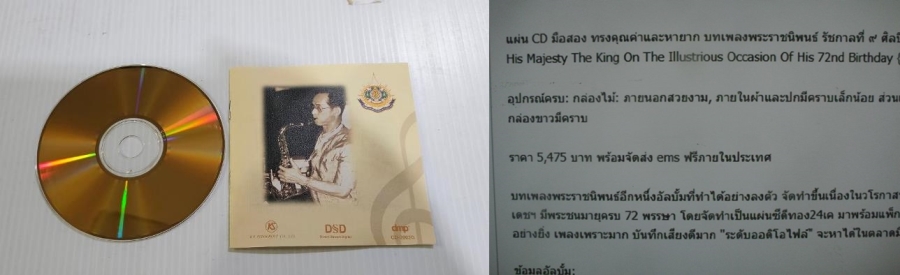 DSD
แผ่น CD มือสอง ทรงคุณค่าและหายาก บทเพลงพระราชนิพนธ์ รัชกาลที่ ๙
His Majesty The King On The Illustrious Occasion Of His 72nd Birthday (
อุปกรณ์ครบ: กล่องไม้: ภายนอกสวยงาม, ภายในผ้าและปกมีคราบเล็กน้อย
กล่องขาวมีคราบ
ราคา 5,475 บาท พร้อมจัดส่ง ems ฟรีภายในประเทศ
บทเพลงพระราชนิพนธ์อีกหนึ่งอัลบั้มที่ทำได้อย่างลงตัว จัดทำขึ้นเนื่องในวโรกาส
เดชฯ มีพระชนมายุครบ 72 พรรษา โดยจัดทำเป็นแผ่นซีดีทอง24เค มาพร้อมแพ็ก
อย่างยิ่ง เพลงเพราะมาก บันทึกเสียงดีมาก "ระดับออดิโอไฟล์" จะหาได้ในตลาดมื
ข้อมูลอัลบั้ม: